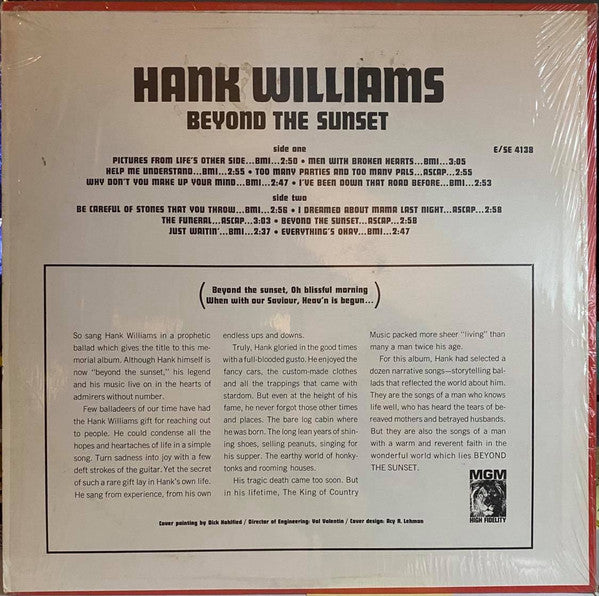 HANK WILLIAMS
BEYOND THE SUNSET
side one
E/SE 4138
PICTURES FROM LIFE'S OTHER SIDE...BMI...2:50 • MEN WITH BROKEN HEARTS...BMI...3:05
HELP ME UNDERSTAND...BMI...2:55 • TOO MANY PARTIES AND TOO MANY PALS...ASCAP...2:55
WHY DON'T YOU MAKE UP YOUR MIND...BMI...2:47 • I'VE BEEN DOWN THAT ROAD BEFORE...BMI...2:53
side two
BE CAREFUL OF STONES THAT YOU THROW...BMI...2:56 • I DREAMED ABOUT MAMA LAST NIGHT...ASCAP...2:58
THE FUNERAL...ASCAP...3:03 • BEYOND THE SUNSET...ASCAP...2:58
JUST WAITIN'...BMI...2:37 • EVERYTHING'S OKAY...BMI...2:47
(Beyond the sunset, Oh blissful morning
When with our Saviour, Heav'n is begun...)
So sang Hank Williams in a prophetic
ballad which gives the title to this me-
morial album. Although Hank himself is
now "beyond the sunset," his legend
and his music live on in the hearts of
admirers without number.
Few balladeers of our time have had
the Hank Williams gift for reaching out
to people. He could condense all the
hopes and heartaches of life in a simple
song. Turn sadness into joy with a few
deft strokes of the guitar. Yet the secret
of such a rare gift lay in Hank's own life.
He sang from experience, from his own
endless ups and downs.
Truly, Hank gloried in the good times
with a full-blooded gusto. He enjoyed the
fancy cars, the custom-made clothes
and all the trappings that came with
stardom. But even at the height of his
fame, he never forgot those other times
and places. The bare log cabin where
he was born. The long lean years of shin-
ing shoes, selling peanuts, singing for
his supper. The earthy world of honky-
tonks and rooming houses.
His tragic death came too soon. But
in his lifetime, The King of Country
Music packed more sheer "living" than
many a man twice his age.
For this album, Hank had selected a
dozen narrative songs—storytelling bal-
lads that reflected the world about him.
They are the songs of a man who knows
life well, who has heard the tears of be-
reaved mothers and betrayed husbands.
But they are also the songs of a man
with a warm and reverent faith in the
wonderful world which lies BEYOND
THE SUNSET.
MGM
HIGH FIDELITY
Cover painting by Dick Hohlfied / Director of Engineering: Val Valentin / Cover design: Acy R. Lehman